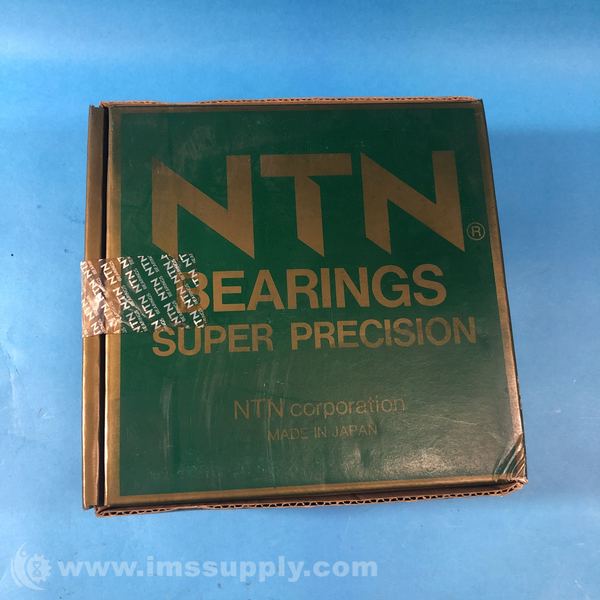 NTN®
BEARINGS
SUPER PRECISION
NTN corporation
MADE IN JAPAN
www.imssupply.com